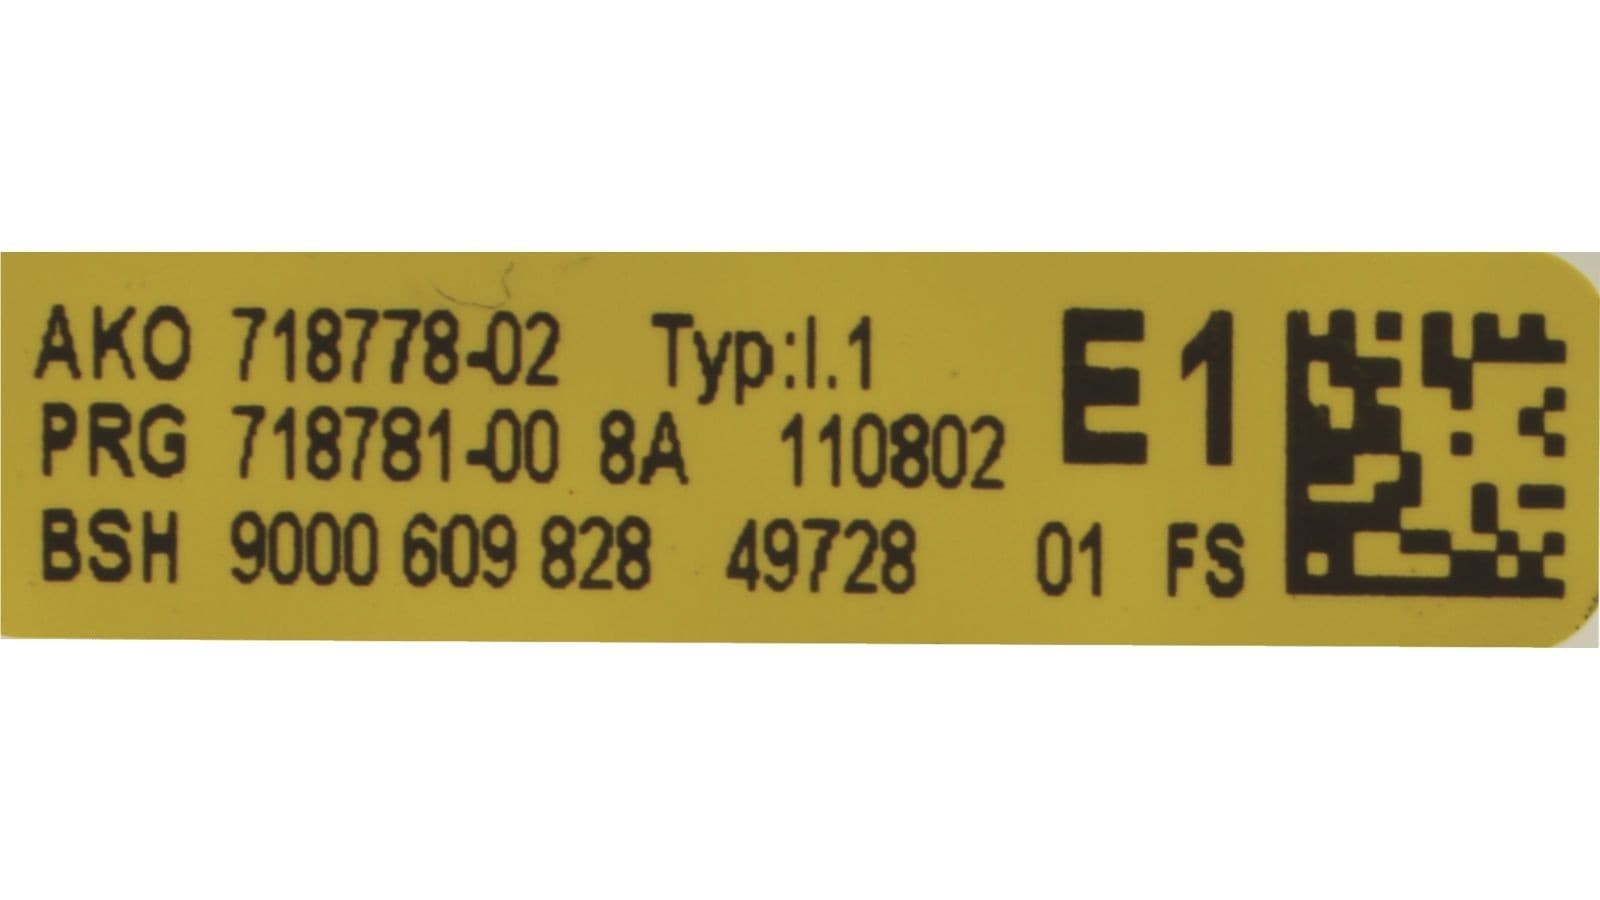 AKO 718778-02 Typ:I.1 E1
PRG 718781-00 8A 110802
BSH 9000 609 828 49728 01 FS